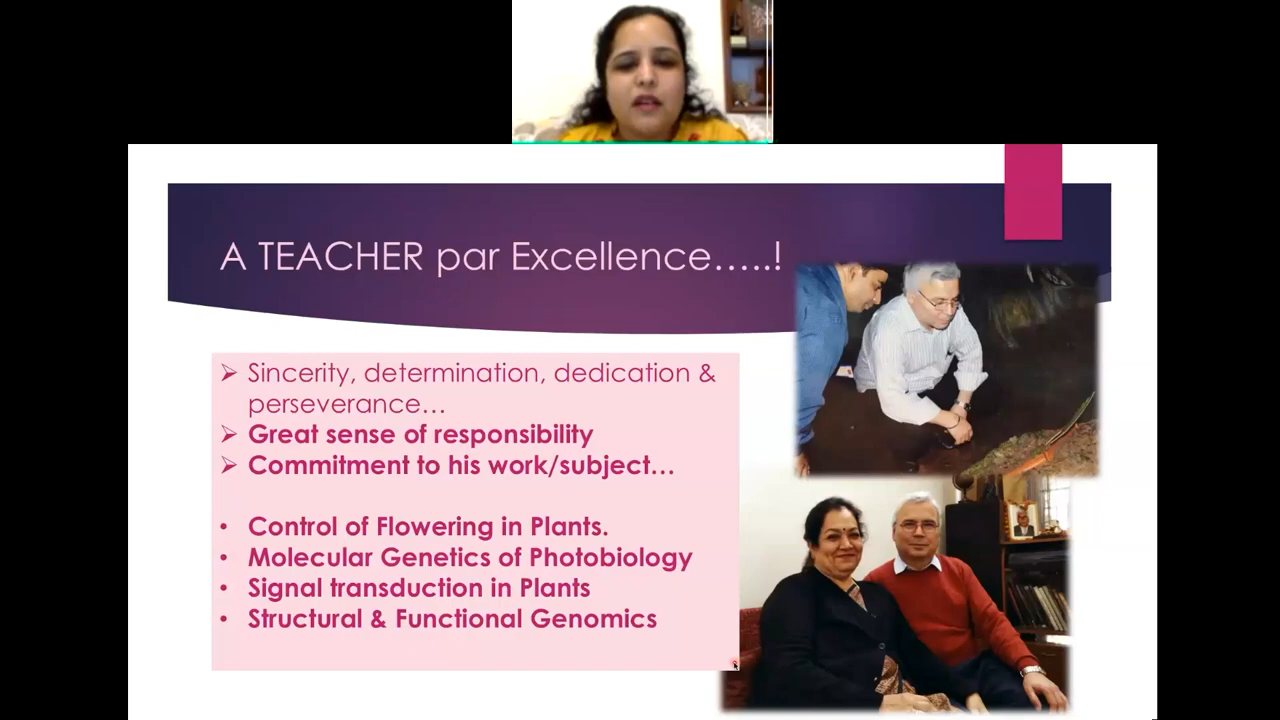 A TEACHER par Excellence.....!
➢ Sincerity, determination, dedication &
perseverance...
➢ Great sense of responsibility
➢ Commitment to his work/subject...
• Control of Flowering in Plants.
• Molecular Genetics of Photobiology
• Signal transduction in Plants
• Structural & Functional Genomics